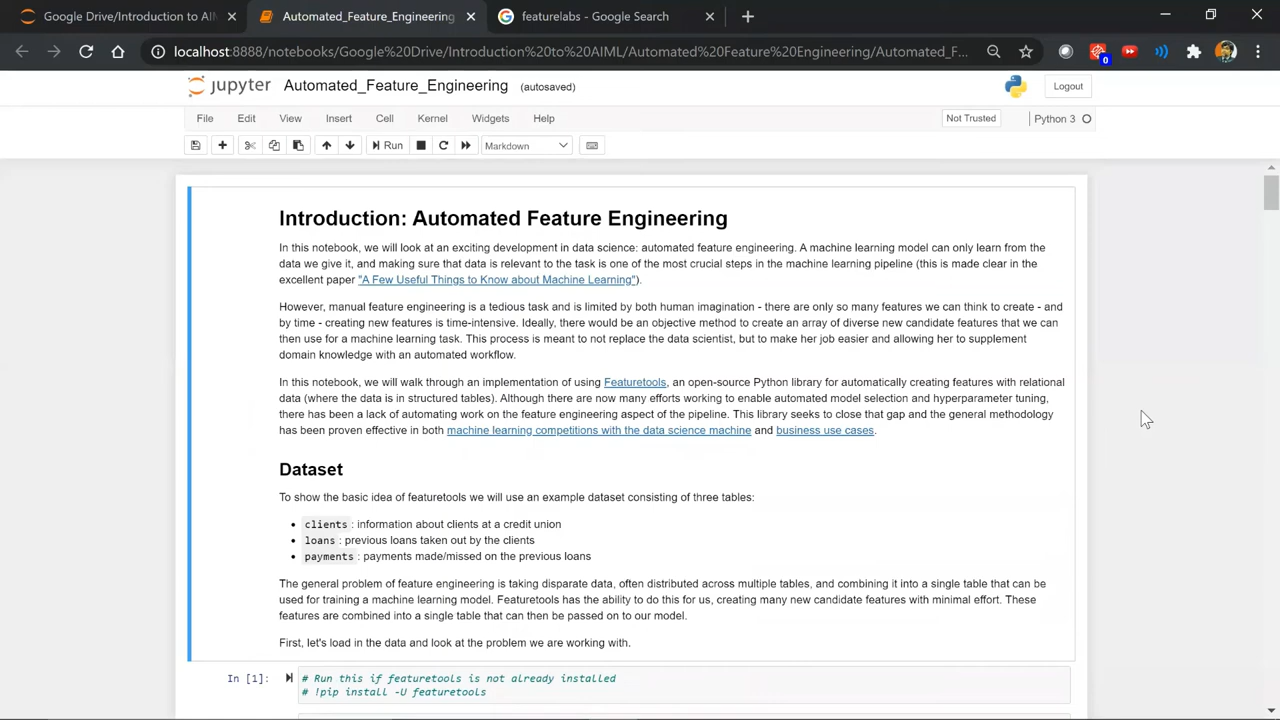 Google Drive/Introduction to AIM
Automated_Feature_Engineering
featurelabs - Google Search
localhost:8888/notebooks/Google%20Drive/Introduction%20to%20AIML/Automated%20Feature%20Engineering/Automated_F...
0
jupyter Automated_Feature_Engineering (autosaved)
Logout
File Edit View Insert Cell Kernel Widgets Help
Not Trusted
Python 3
Run
Markdown
Introduction: Automated Feature Engineering
In this notebook, we will look at an exciting development in data science: automated feature engineering. A machine learning model can only learn from the
data we give it, and making sure that data is relevant to the task is one of the most crucial steps in the machine learning pipeline (this is made clear in the
excellent paper "A Few Useful Things to Know about Machine Learning").
However, manual feature engineering is a tedious task and is limited by both human imagination - there are only so many features we can think to create - and
by time - creating new features is time-intensive. Ideally, there would be an objective method to create an array of diverse new candidate features that we can
then use for a machine learning task. This process is meant to not replace the data scientist, but to make her job easier and allowing her to supplement
domain knowledge with an automated workflow.
In this notebook, we will walk through an implementation of using Featuretools, an open-source Python library for automatically creating features with relational
data (where the data is in structured tables). Although there are now many efforts working to enable automated model selection and hyperparameter tuning,
there has been a lack of automating work on the feature engineering aspect of the pipeline. This library seeks to close that gap and the general methodology
has been proven effective in both machine learning competitions with the data science machine and business use cases.
Dataset
To show the basic idea of featuretools we will use an example dataset consisting of three tables:
• clients : information about clients at a credit union
• loans : previous loans taken out by the clients
• payments : payments made/missed on the previous loans
The general problem of feature engineering is taking disparate data, often distributed across multiple tables, and combining it into a single table that can be
used for training a machine learning model. Featuretools has the ability to do this for us, creating many new candidate features with minimal effort. These
features are combined into a single table that can then be passed on to our model.
First, let's load in the data and look at the problem we are working with.
In [1]: # Run this if featuretools is not already installed
# !pip install -U featuretools